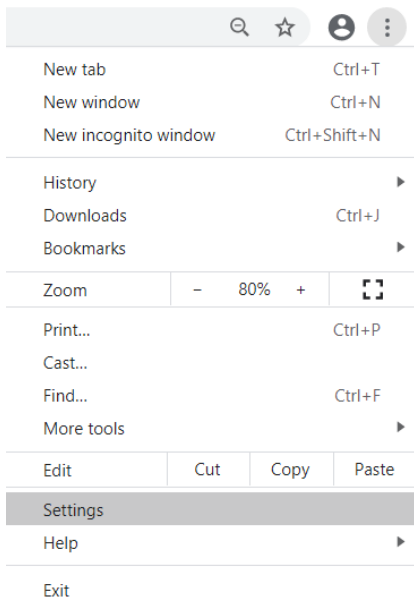 New tab Ctrl+T
New window Ctrl+N
New incognito window Ctrl+Shift+N
History
Downloads Ctrl+J
Bookmarks
Zoom - 80% +
Print... Ctrl+P
Cast...
Find... Ctrl+F
More tools
Edit Cut Copy Paste
Settings
Help
Exit